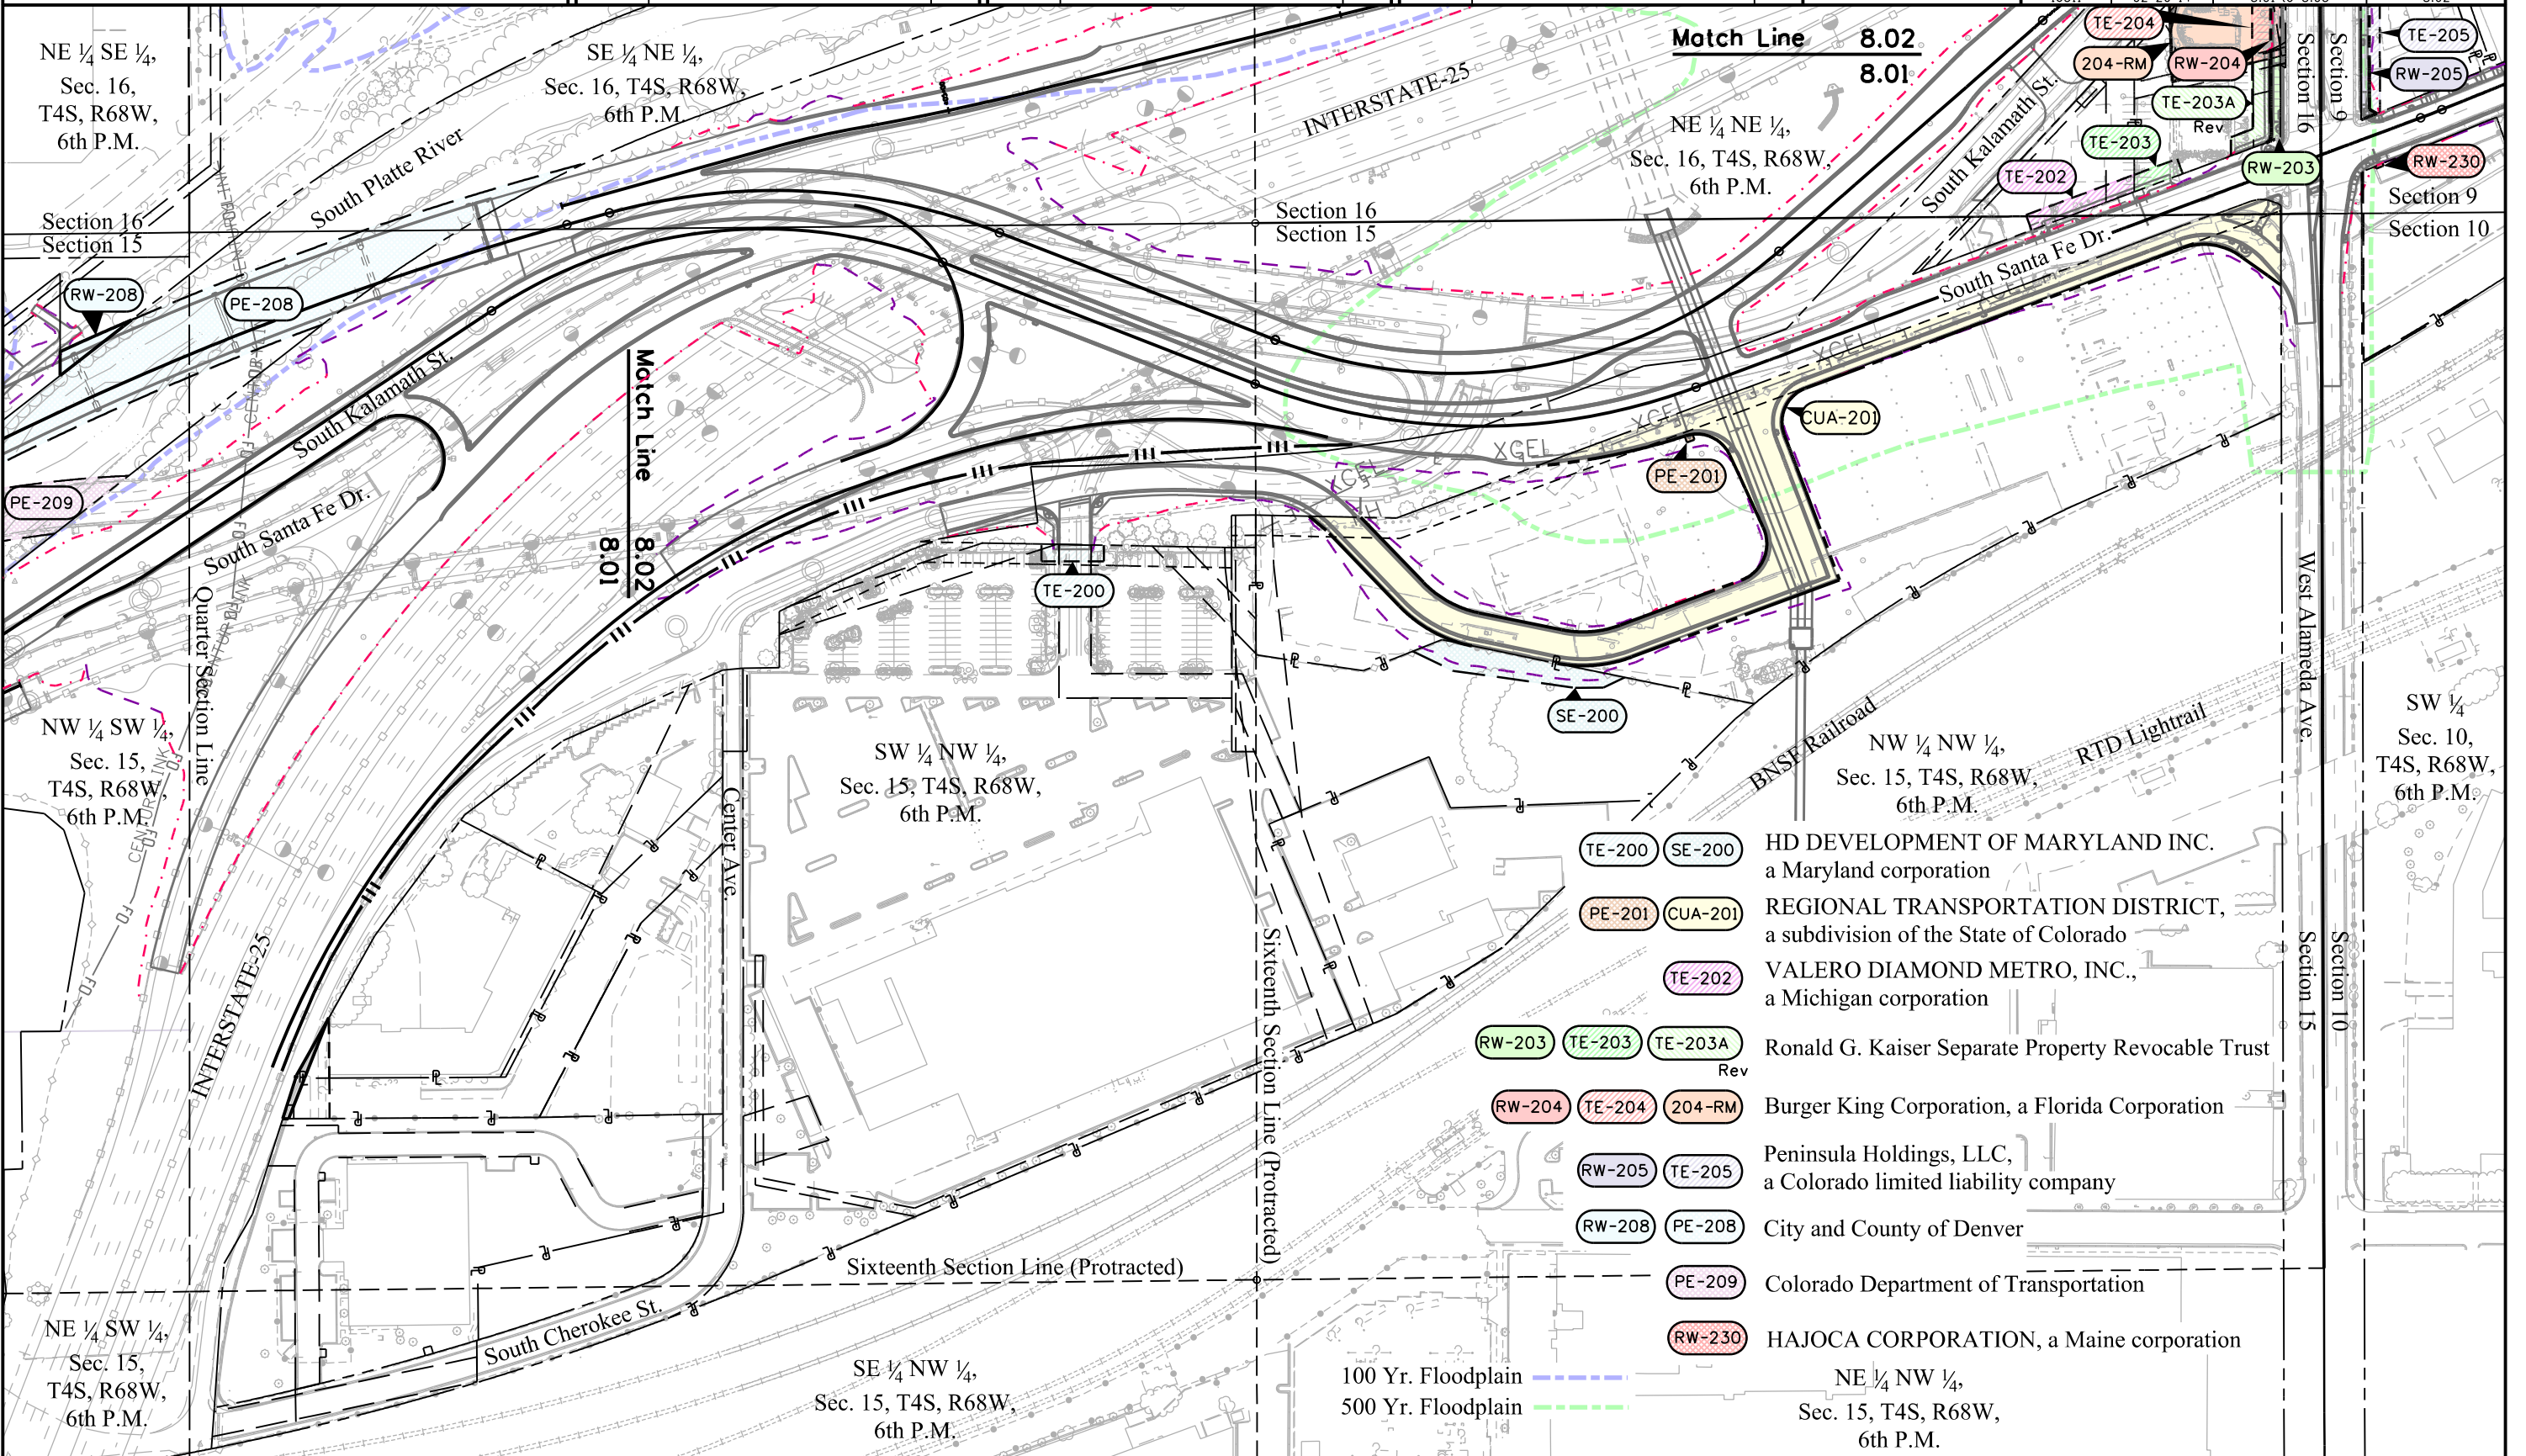 NE ¼ SE ¼,
Sec. 16,
T4S, R68W,
6th P.M.
SE ¼ NE ¼,
Sec. 16, T4S, R68W,
6th P.M.
South Platte River
INTERSTATE-25
Match Line 8.02
8.01
NE ¼ NE ¼,
Sec. 16, T4S, R68W,
6th P.M.
South Kalamath St.
TE-204
204-RM
RW-204
TE-203A
Rev
TE-203
TE-202
RW-203
Section 16
Section 9
TE-205
RW-205
RW-230
Section 9
Section 10
Section 16
Section 15
Section 16
Section 15
RW-208
PE-208
South Santa Fe Dr.
XCEL
XCEL
XCEL
XCEL
XCEL
CUA-201
PE-201
South Kalamath St.
Match Line 8.02
8.01
PE-209
South Santa Fe Dr.
Quarter Section Line
TE-200
SE-200
West Alameda Ave.
NW ¼ SW ¼,
Sec. 15,
T4S, R68W,
6th P.M.
SW ¼ NW ¼,
Sec. 15, T4S, R68W,
6th P.M.
Center Ave.
BNSF Railroad
NW ¼ NW ¼,
Sec. 15, T4S, R68W,
6th P.M.
RTD Lightrail
SW ¼
Sec. 10,
T4S, R68W,
6th P.M.
INTERSTATE-25
Sixteenth Section Line (Protracted)
Section 15
Section 10
TE-200 SE-200 HD DEVELOPMENT OF MARYLAND INC.
a Maryland corporation
PE-201 CUA-201 REGIONAL TRANSPORTATION DISTRICT,
a subdivision of the State of Colorado
TE-202 VALERO DIAMOND METRO, INC.,
a Michigan corporation
RW-203 TE-203 TE-203A Ronald G. Kaiser Separate Property Revocable Trust
Rev
RW-204 TE-204 204-RM Burger King Corporation, a Florida Corporation
RW-205 TE-205 Peninsula Holdings, LLC,
a Colorado limited liability company
RW-208 PE-208 City and County of Denver
PE-209 Colorado Department of Transportation
RW-230 HAJOCA CORPORATION, a Maine corporation
Sixteenth Section Line (Protracted)
South Cherokee St.
NE ¼ SW ¼,
Sec. 15,
T4S, R68W,
6th P.M.
SE ¼ NW ¼,
Sec. 15, T4S, R68W,
6th P.M.
100 Yr. Floodplain
500 Yr. Floodplain
NE ¼ NW ¼,
Sec. 15, T4S, R68W,
6th P.M.